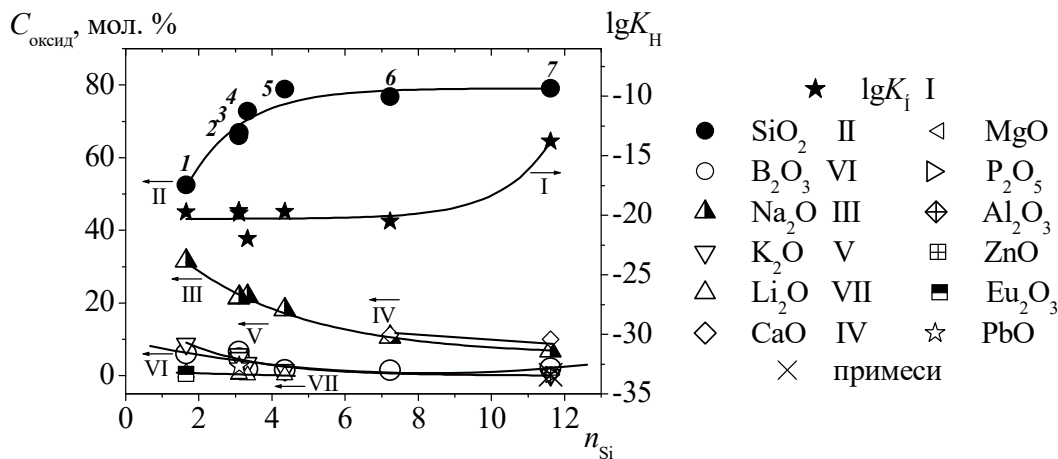 C_оксид, мол. %
lgK_H
80
60
40
20
0
-10
-15
-20
-25
-30
-35
0 2 4 6 8 10 12
n_Si
1
2
3
4
5
6
7
I
II
III
IV
V
VI
VII
★ lgK_Í I
● SiO₂ II
○ B₂O₃ VI
Na₂O III
▽ K₂O V
△ Li₂O VII
◇ CaO IV
MgO
P₂O₅
Al₂O₃
ZnO
Eu₂O₃
PbO
примеси